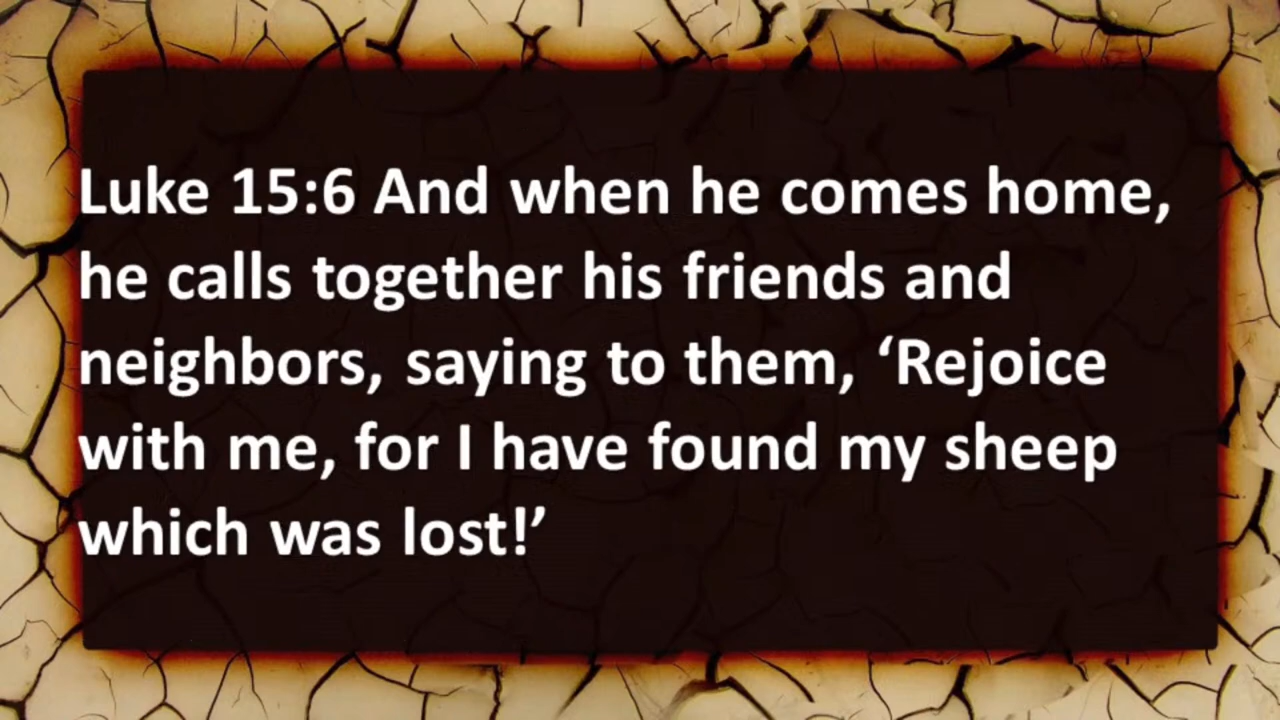 Luke 15:6 And when he comes home,
he calls together his friends and
neighbors, saying to them, ‘Rejoice
with me, for I have found my sheep
which was lost!’